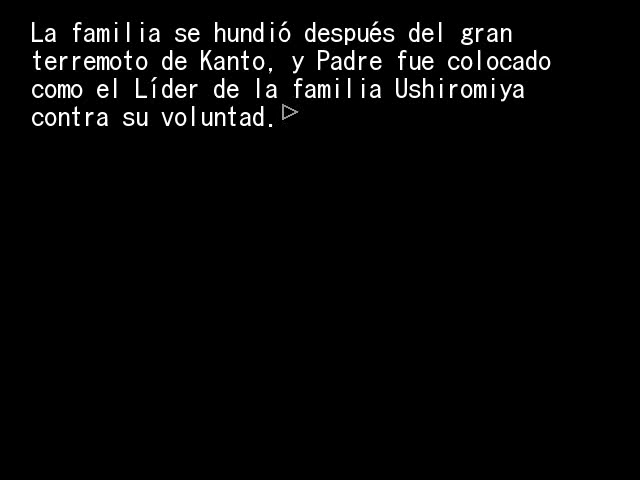 La familia se hundió después del gran
terremoto de Kanto, y Padre fue colocado
como el Líder de la familia Ushiromiya
contra su voluntad.